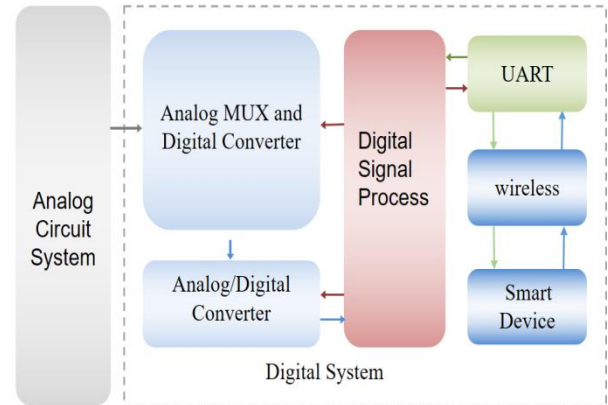 Analog
Circuit
System
Analog MUX and
Digital Converter
Analog/Digital
Converter
Digital
Signal
Process
UART
wireless
Smart
Device
Digital System